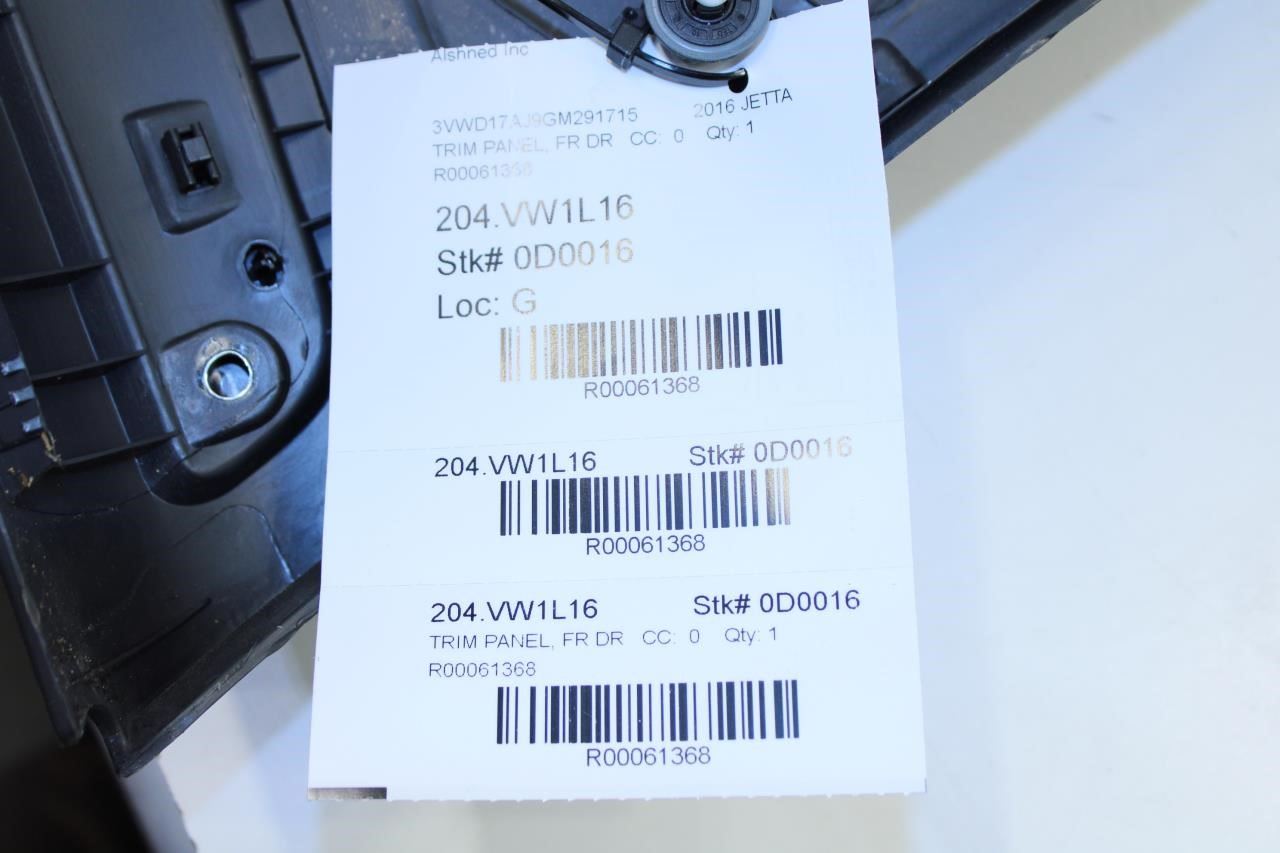 Alshned Inc
3VWD17AJ9GM291715 2016 JETTA
TRIM PANEL, FR DR CC: 0 Qty: 1
R00061368
204.VW1L16
Stk# 0D0016
Loc: G
R00061368
204.VW1L16 Stk# 0D0016
R00061368
204.VW1L16 Stk# 0D0016
TRIM PANEL, FR DR CC: 0 Qty: 1
R00061368
R00061368